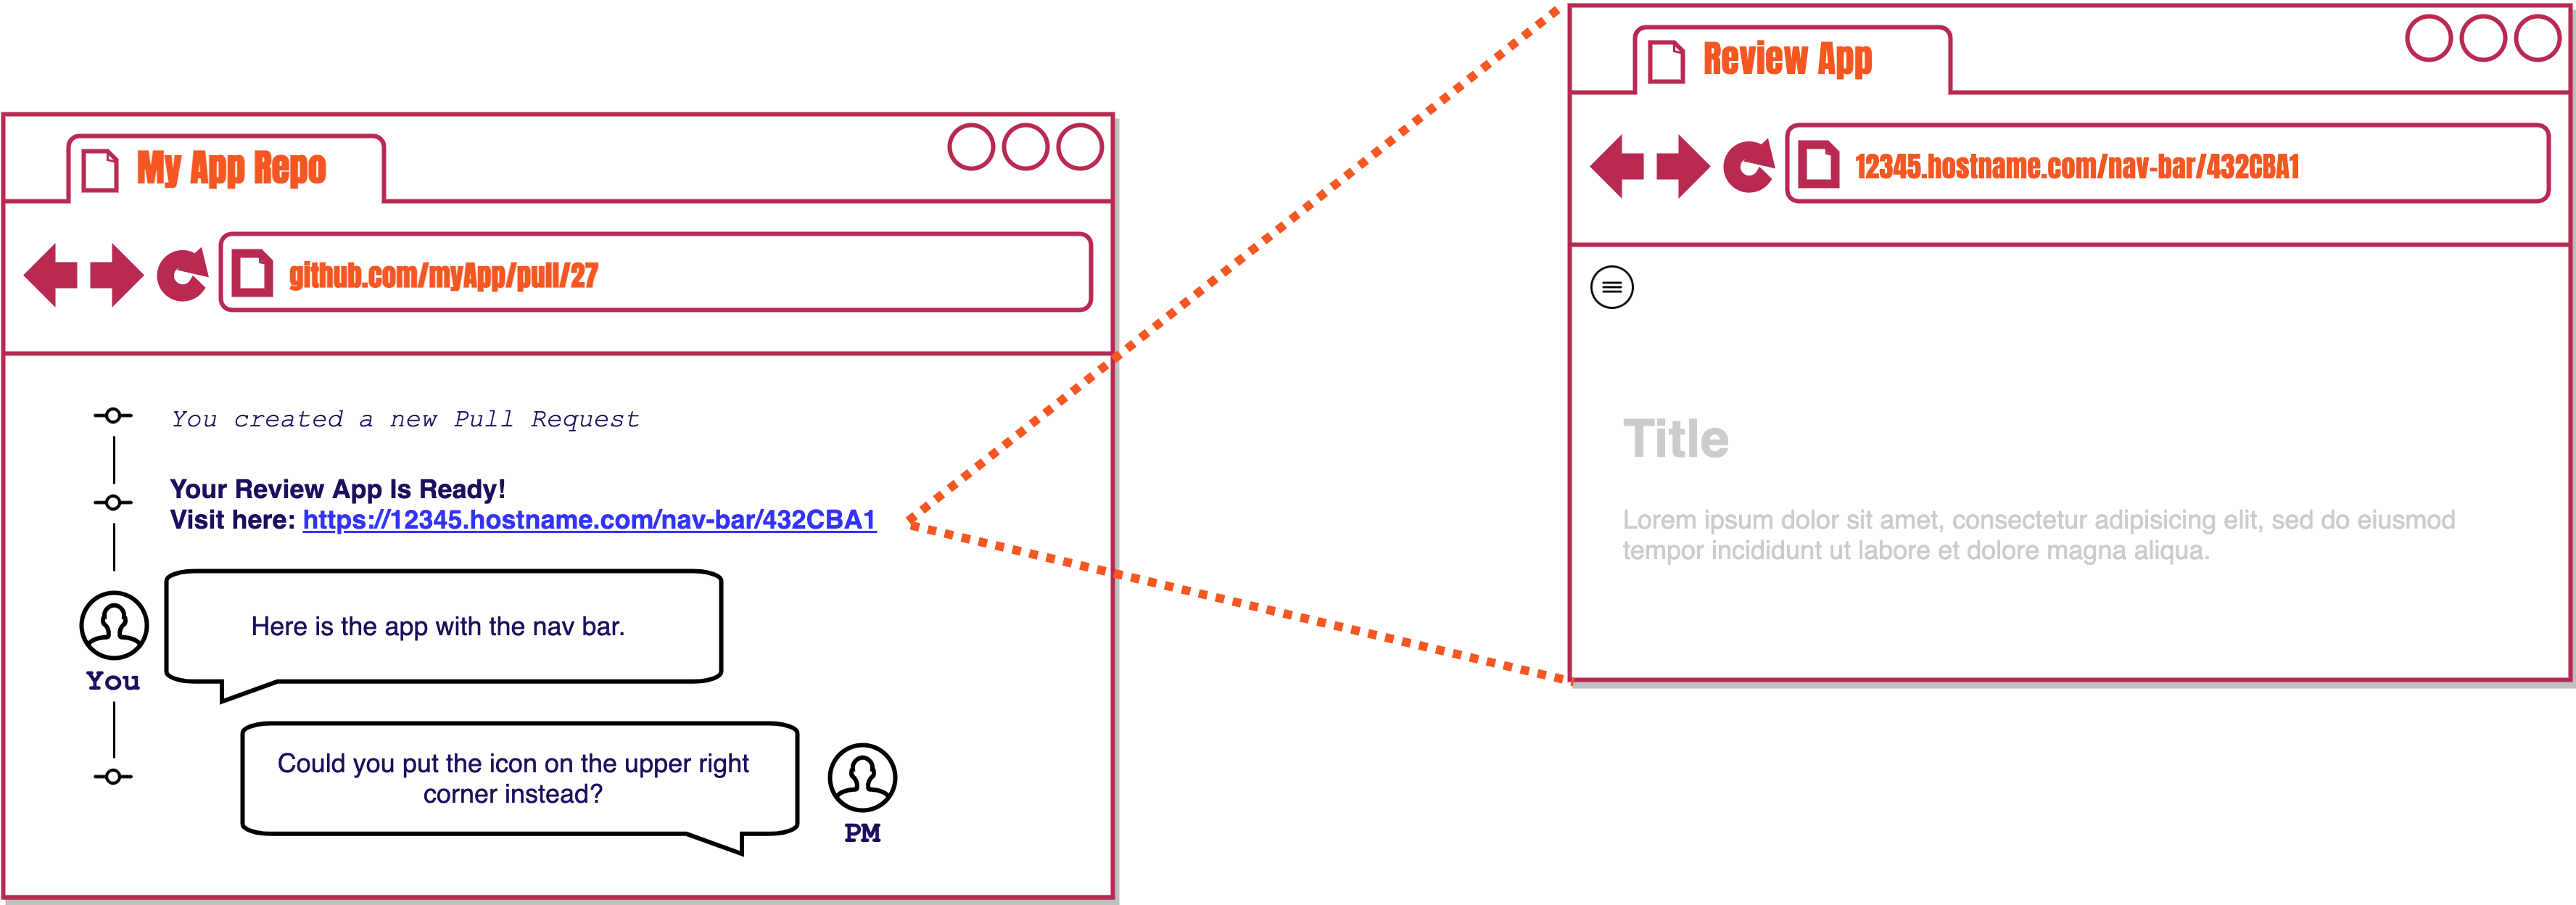 My App Repo
github.com/myApp/pull/27
You created a new Pull Request
Your Review App Is Ready!
Visit here: https://12345.hostname.com/nav-bar/432CBA1
Here is the app with the nav bar.
You
Could you put the icon on the upper right
corner instead?
PM
Review App
12345.hostname.com/nav-bar/432CBA1
Title
Lorem ipsum dolor sit amet, consectetur adipisicing elit, sed do eiusmod
tempor incididunt ut labore et dolore magna aliqua.